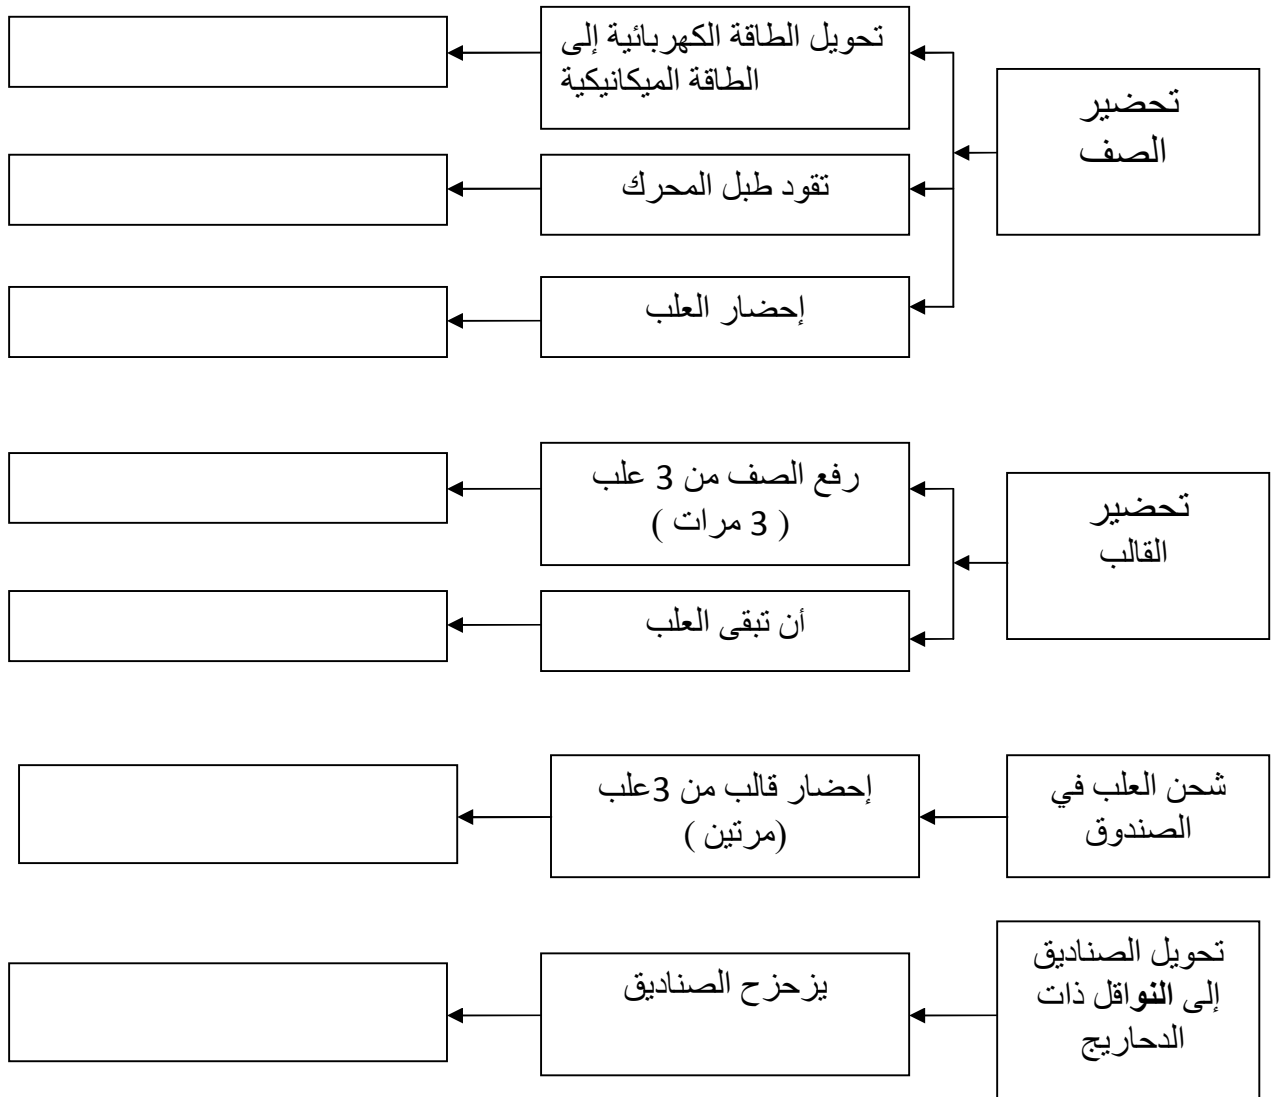 تحضير
الصف
تحويل الطاقة الكهربائية إلى
الطاقة الميكانيكية
تقود طبل المحرك
إحضار العلب
تحضير
القالب
رفع الصف من 3 علب
( 3 مرات )
أن تبقى العلب
شحن العلب في
الصندوق
إحضار قالب من 3علب
(مرتين )
تحويل الصناديق
إلى النواقل ذات
الدحاريج
يزحزح الصناديق